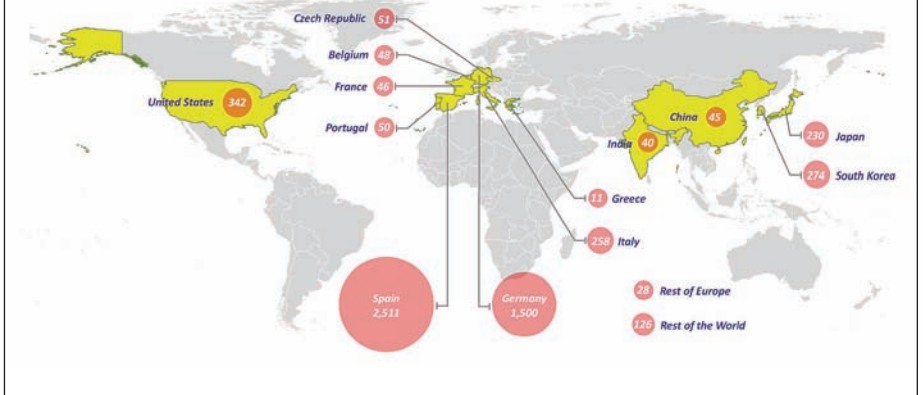 Czech Republic 51
Belgium 48
France 46
United States 342
Portugal 50
China 45
India 40
230 Japan
274 South Korea
11 Greece
258 Italy
Spain
2,511
Germany
1,500
28 Rest of Europe
126 Rest of the World